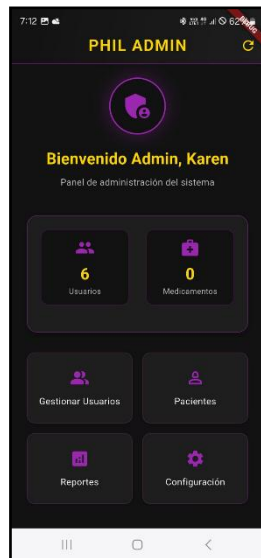 7:12
62%
PHIL ADMIN
Bienvenido Admin, Karen
Panel de administración del sistema
6
Usuarios
0
Medicamentos
Gestionar Usuarios
Pacientes
Reportes
Configuración